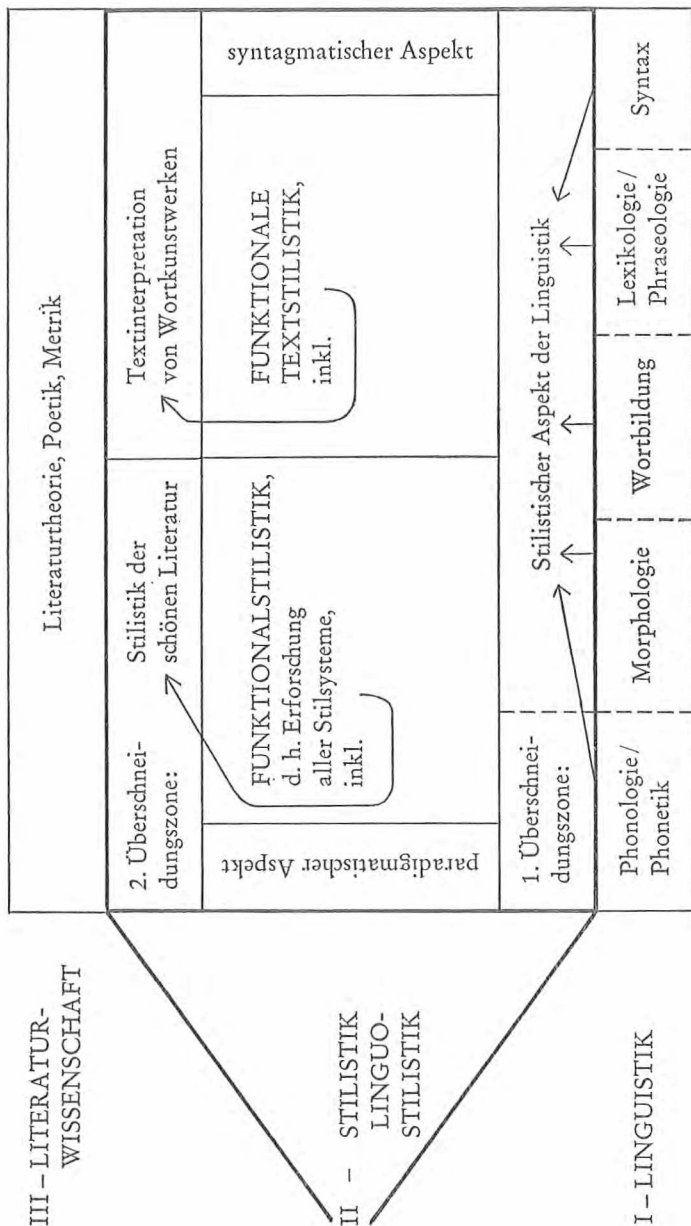 III – LITERATUR-
WISSENSCHAFT
Literaturtheorie, Poetik, Metrik
2. Überschnei-
dungszone:
Stilistik der
schönen Literatur
Textinterpretation
von Wortkunstwerken
II – STILISTIK
LINGUO-
STILISTIK
paradigmatischer Aspekt
FUNKTIONALSTILISTIK,
d. h. Erforschung
aller Stilsysteme,
inkl.
FUNKTIONALE
TEXTSTILISTIK,
inkl.
syntagmatischer Aspekt
1. Überschnei-
dungszone:
Stilistischer Aspekt der Linguistik
I – LINGUISTIK
Phonologie/
Phonetik
Morphologie
Wortbildung
Lexikologie/
Phraseologie
Syntax